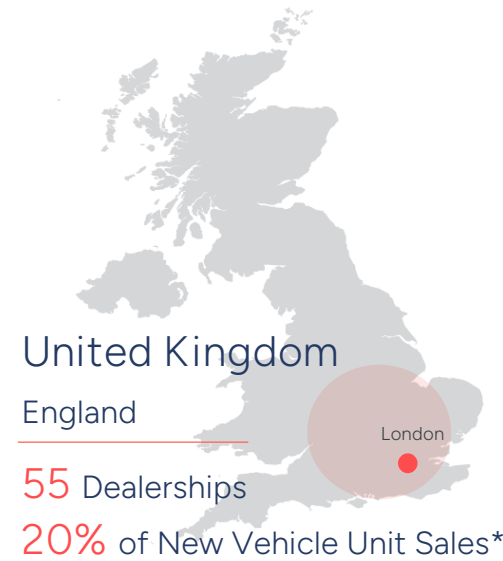 United Kingdom
England
London
55 Dealerships
20% of New Vehicle Unit Sales*